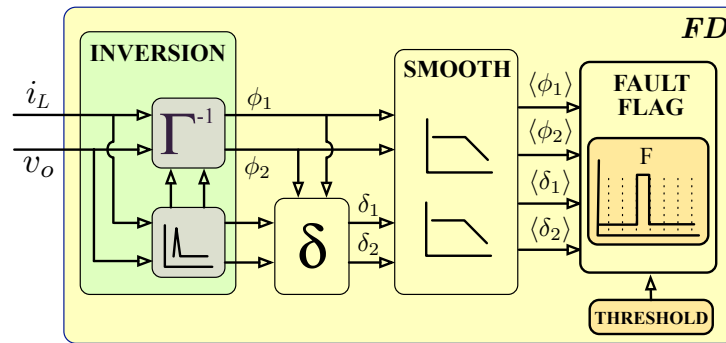 FD
INVERSION
SMOOTH
FAULT
FLAG
i_L
v_o
Γ^-1
ϕ_1
ϕ_2
δ
δ_1
δ_2
⟨ϕ_1⟩
⟨ϕ_2⟩
⟨δ_1⟩
⟨δ_2⟩
F
THRESHOLD